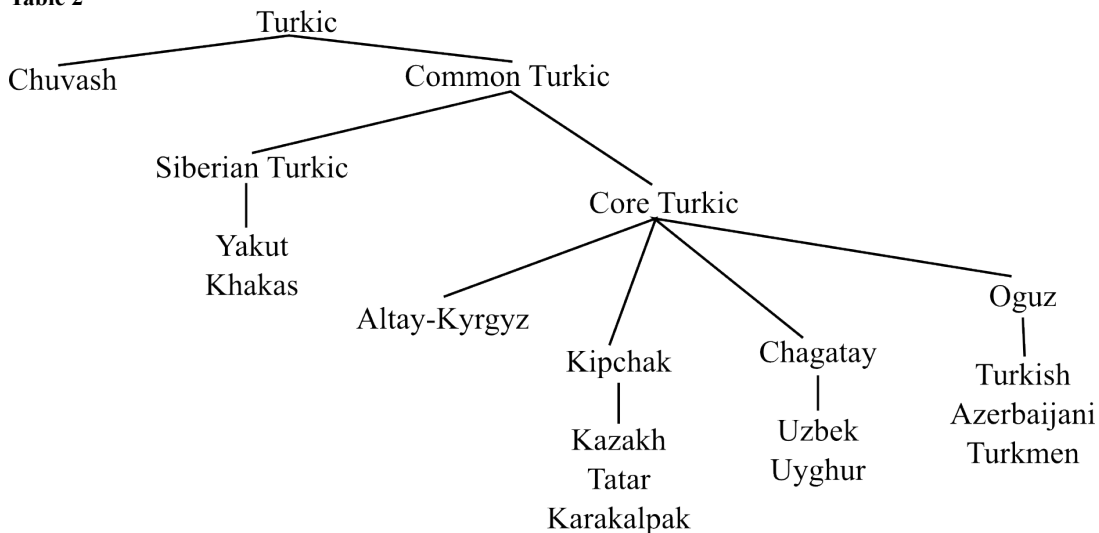 Table 2
Turkic
Chuvash
Common Turkic
Siberian Turkic
Yakut
Khakas
Core Turkic
Altay-Kyrgyz
Kipchak
Kazakh
Tatar
Karakalpak
Chagatay
Uzbek
Uyghur
Oguz
Turkish
Azerbaijani
Turkmen